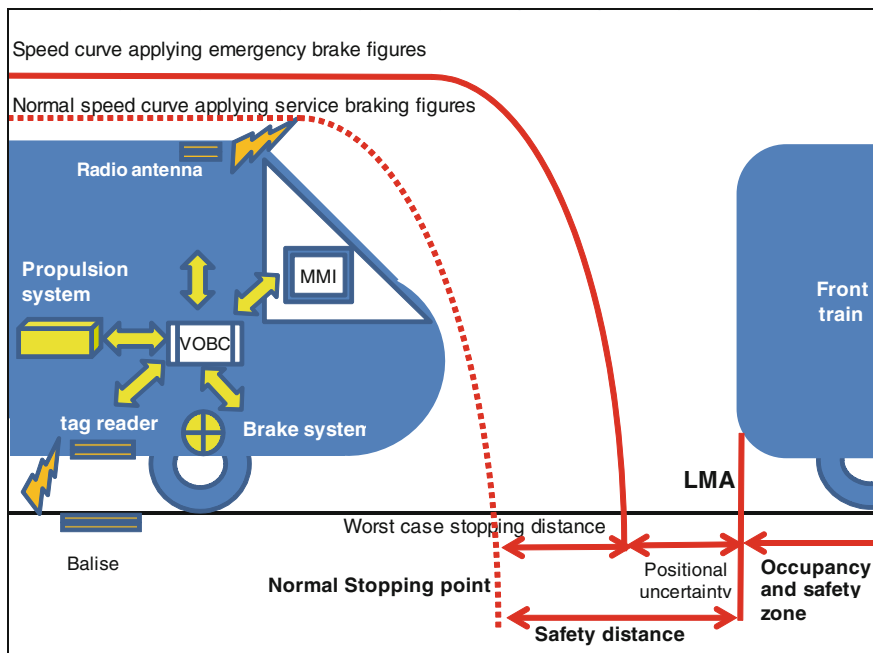 Speed curve applying emergency brake figures
Normal speed curve applying service braking figures
Radio antenna
Propulsion
system
MMI
Front
train
VOBC
tag reader
Brake system
LMA
Worst case stopping distance
Balise
Normal Stopping point
Positional
uncertainty
Occupancy
and safety
zone
Safety distance